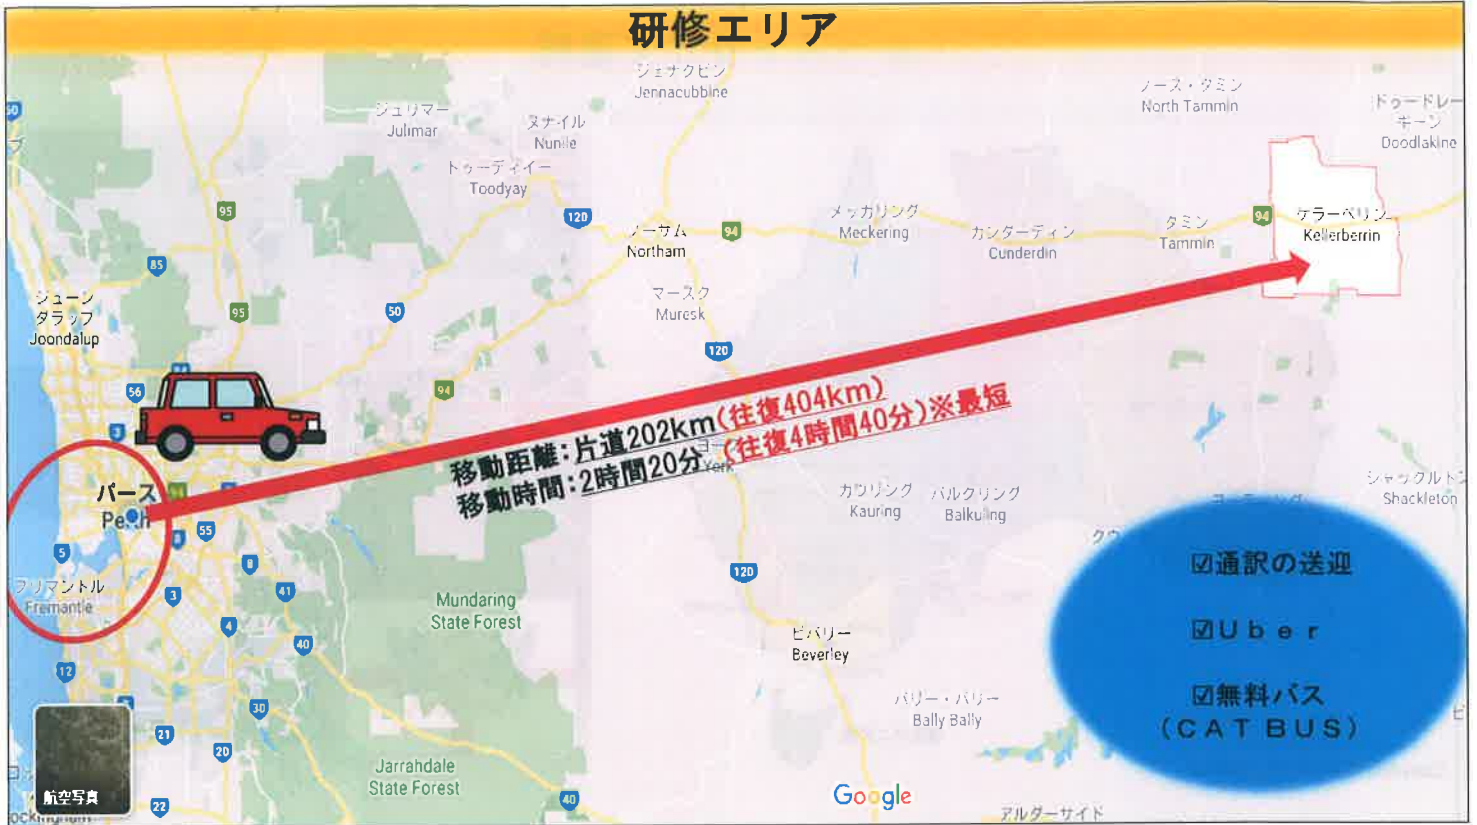 研修エリア
ジェナクビン
Jennacubbine
ノース・タミン
North Tammin
ドゥードレー
キーン
Doodlakine
ジュリマー
Julimar
ヌナイル
Nunile
トゥーディイー
Toodyay
95
120
ノーサム
Northam
94
メッカリング
Meckering
カンダーディン
Cunderdin
タミン
Tammin
94
ケラーベリン
Kellerberrin
85
マースク
Muresk
ジューン
ダラップ
Joondalup
95
50
120
56
94
3
移動距離:片道202km(往復404km)
移動時間:2時間20分 (往復4時間40分)※最短
York
パース
Perth
カウリング
Kauring
バルクリング
Balkuling
シャックルトン
Shackleton
55
8
5
フリマントル
Fremantle
3
8
41
4
40
120
Mundaring
State Forest
ビバリー
Beverley
☑通訳の送迎
☑Uber
☑無料バス
(CAT BUS)
12
30
21
20
バリー・バリー
Bally Bally
Jarrahdale
State Forest
航空写真
22
40
Google
アルダーサイド